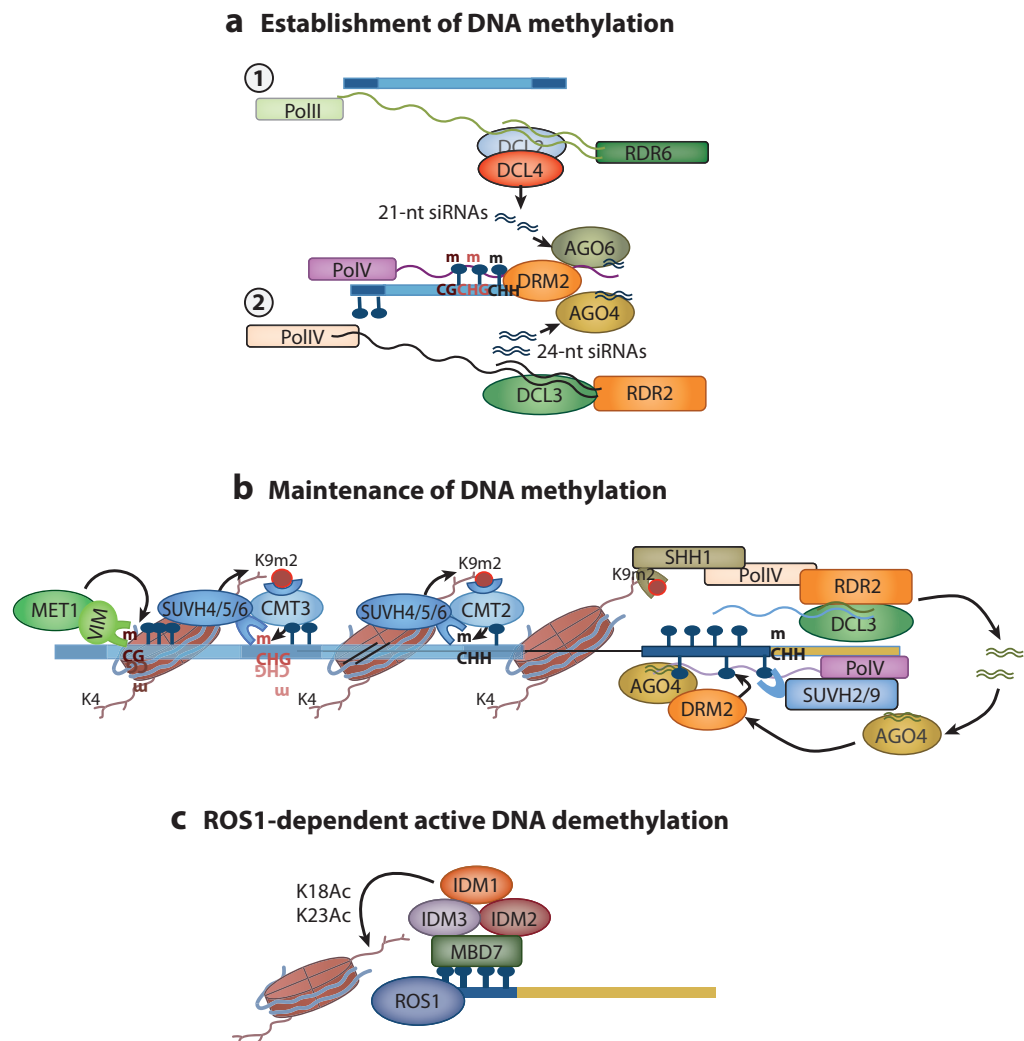 a Establishment of DNA methylation
1
PolII
DCL2
RDR6
DCL4
21-nt siRNAs
AGO6
m m m
PolV
DRM2
CGCHGCHH
2
AGO4
PolIV
24-nt siRNAs
DCL3
RDR2
b Maintenance of DNA methylation
K9m2
K9m2
SHH1
K9m2
PolIV
RDR2
MET1
VIM
SUVH4/5/6
CMT3
SUVH4/5/6
CMT2
DCL3
m
m
m
m
CG
CHG
CHH
CHH
CG
CHG
m
m
PolV
K4
K4
K4
AGO4
SUVH2/9
DRM2
AGO4
c ROS1-dependent active DNA demethylation
K18Ac
K23Ac
IDM1
IDM3
IDM2
MBD7
ROS1